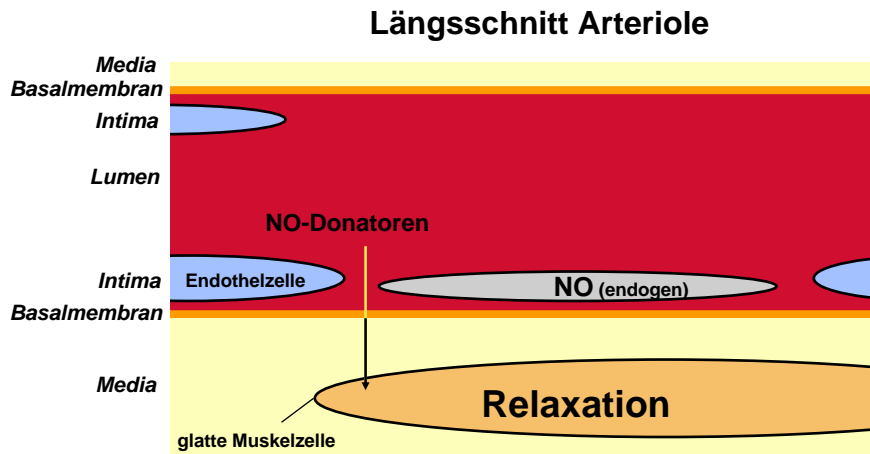 Längsschnitt Arteriole
Media
Basalmembran
Intima
Lumen
NO-Donatoren
Intima
Endothelzelle
NO (endogen)
Basalmembran
Media
Relaxation
glatte Muskelzelle